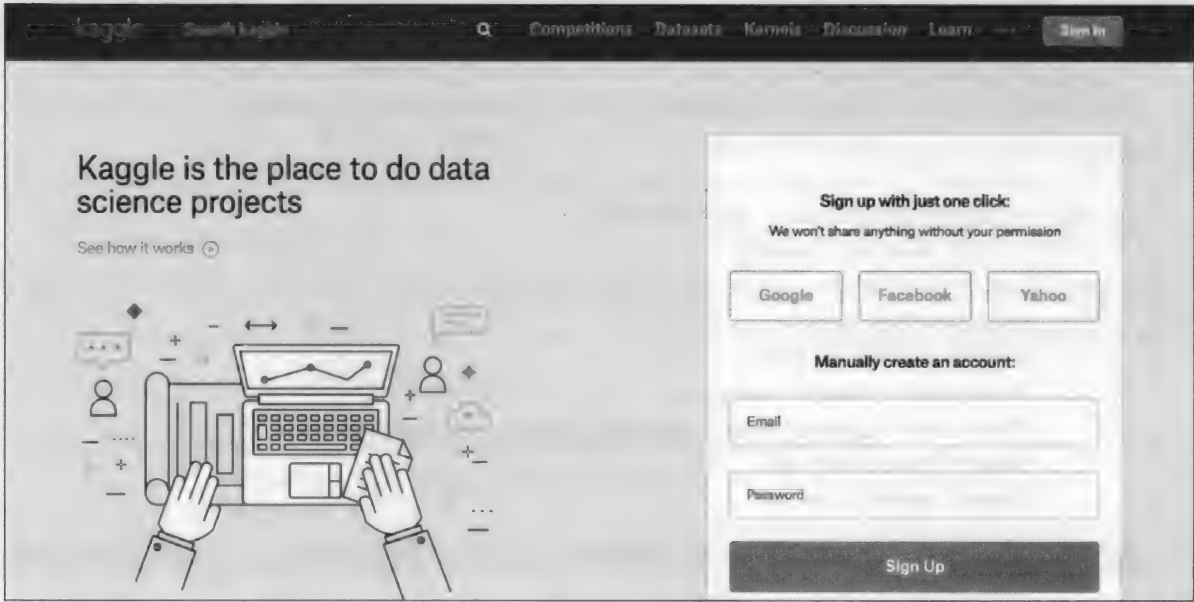 kaggle Search kaggle Competitions Datasets Kernels Discussion Learn ... Sign In
Kaggle is the place to do data
science projects
See how it works
Sign up with just one click:
We won't share anything without your permission
Google Facebook Yahoo
Manually create an account:
Email
Password
Sign Up